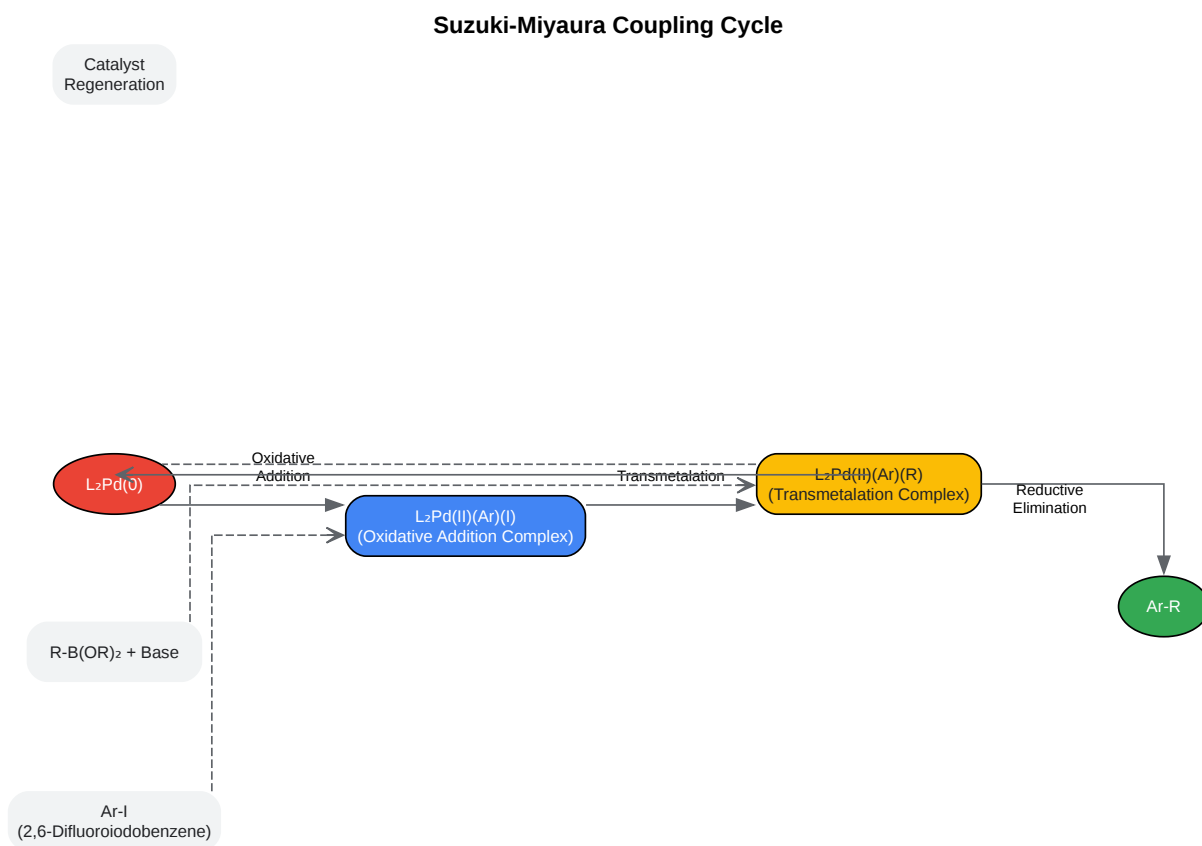 Suzuki-Miyaura Coupling Cycle
Catalyst
Regeneration
Oxidative
Addition
L₂Pd(0)
Transmetalation
L₂Pd(II)(Ar)(R)
(Transmetalation Complex)
Reductive
Elimination
L₂Pd(II)(Ar)(I)
(Oxidative Addition Complex)
Ar-R
R-B(OR)₂ + Base
Ar-I
(2,6-Difluoroiodobenzene)